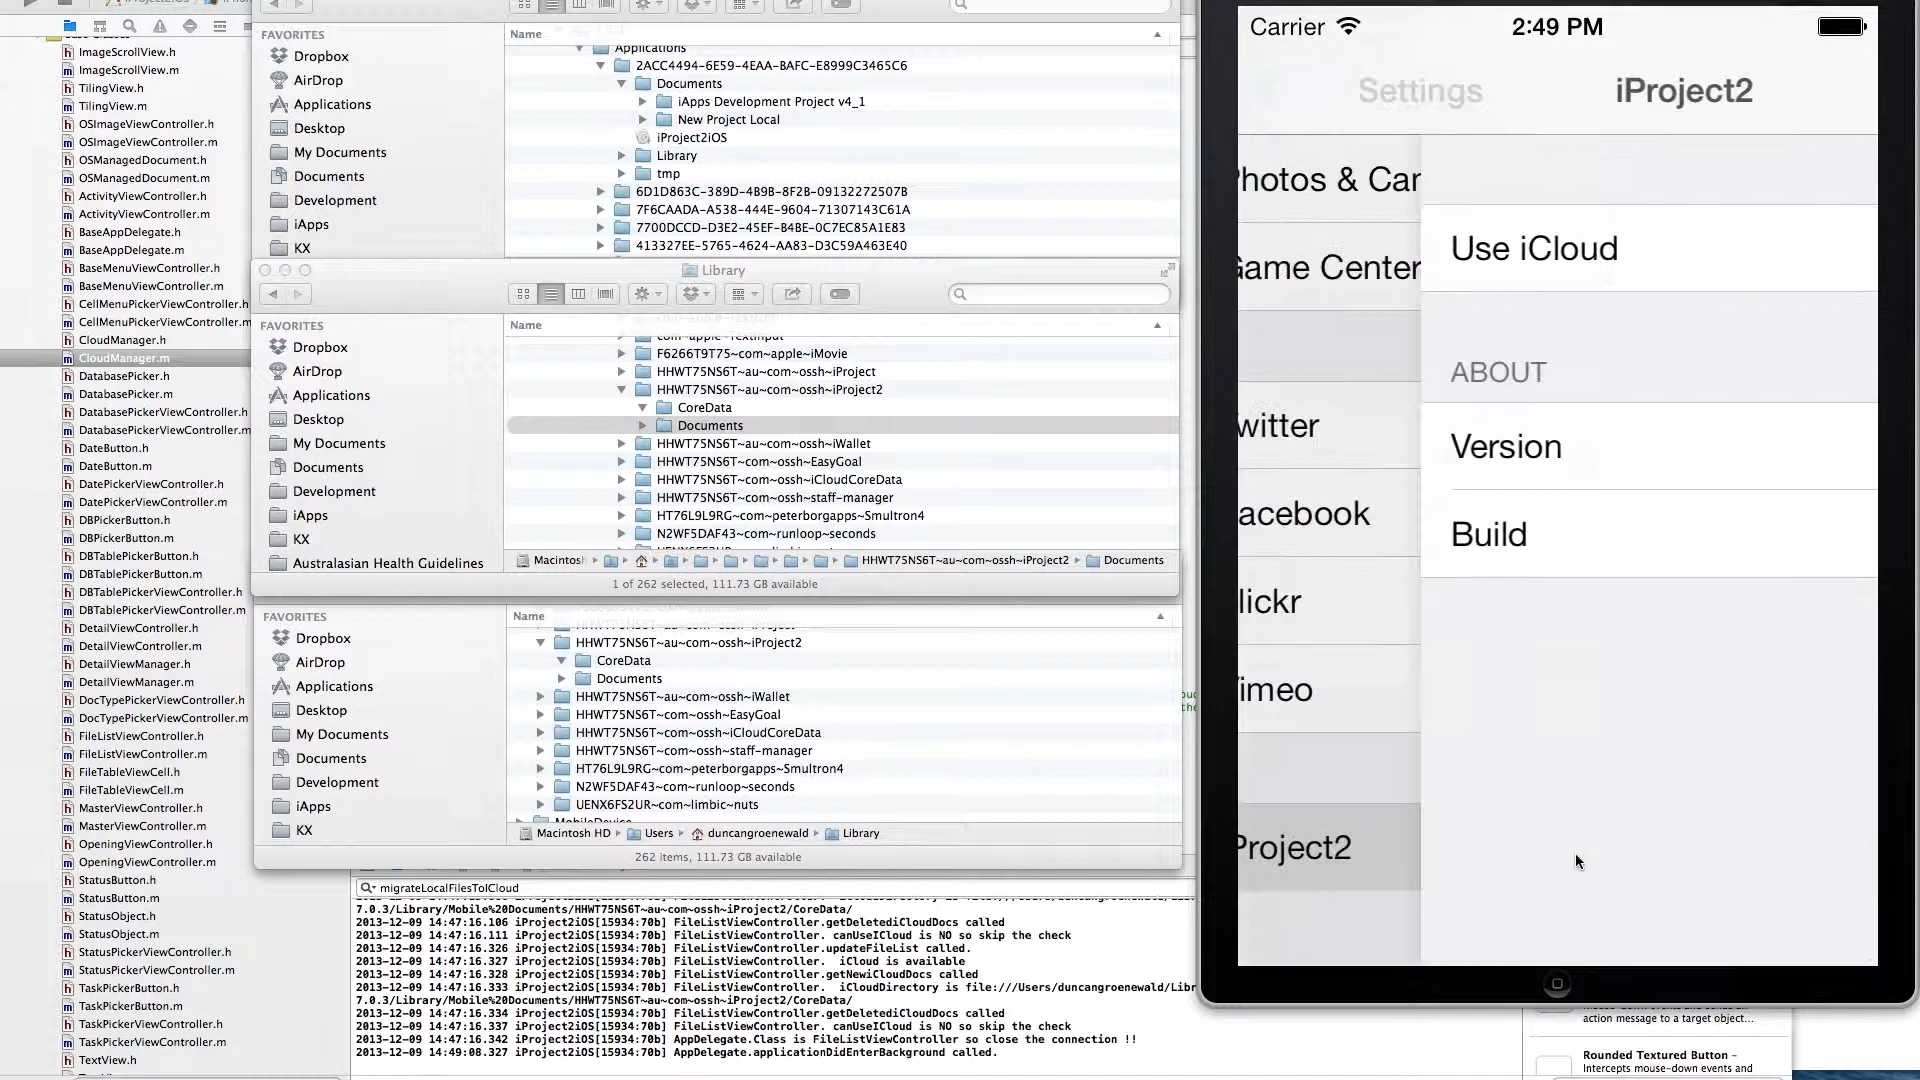 ImageScrollView.h
ImageScrollView.m
TilingView.h
TilingView.m
OSImageViewController.h
OSImageViewController.m
OSManagedDocument.h
OSManagedDocument.m
ActivityViewController.h
ActivityViewController.m
BaseAppDelegate.h
BaseAppDelegate.m
BaseMenuViewController.h
BaseMenuViewController.m
CellMenuPickerViewController.h
CellMenuPickerViewController.m
CloudManager.h
CloudManager.m
DatabasePicker.h
DatabasePicker.m
DatabasePickerViewController.h
DatabasePickerViewController.m
DateButton.h
DateButton.m
DatePickerViewController.h
DatePickerViewController.m
DBPickerButton.h
DBPickerButton.m
DBTablePickerButton.h
DBTablePickerButton.m
DBTablePickerViewController.h
DBTablePickerViewController.m
DetailViewController.h
DetailViewController.m
DetailViewManager.h
DetailViewManager.m
DocTypePickerViewController.h
DocTypePickerViewController.m
FileListViewController.h
FileListViewController.m
FileTableViewCell.h
FileTableViewCell.m
MasterViewController.h
MasterViewController.m
OpeningViewController.h
OpeningViewController.m
StatusButton.h
StatusButton.m
StatusObject.h
StatusObject.m
StatusPickerViewController.h
StatusPickerViewController.m
TaskPickerButton.h
TaskPickerButton.m
TaskPickerViewController.h
TaskPickerViewController.m
TextView.h
FAVORITES
Dropbox
AirDrop
Applications
Desktop
My Documents
Documents
Development
iApps
KX
Name
Applications
2ACC4494-6E59-4EAA-BAFC-E8999C3465C6
Documents
iApps Development Project v4_1
New Project Local
iProject2iOS
Library
tmp
6D1D863C-389D-4B9B-8F2B-09132272507B
7F6CAADA-A538-444E-9604-71307143C61A
7700DCCD-D3E2-45EF-B4BE-0C7EC85A1E83
413327EE-5765-4624-AA83-D3C59A463E40
Library
FAVORITES
Dropbox
AirDrop
Applications
Desktop
My Documents
Documents
Development
iApps
KX
Australasian Health Guidelines
Name
F6266T9T75~com~apple~iMovie
HHWT75NS6T~au~com~ossh~iProject
HHWT75NS6T~au~com~ossh~iProject2
CoreData
Documents
HHWT75NS6T~au~com~ossh~iWallet
HHWT75NS6T~com~ossh~EasyGoal
HHWT75NS6T~com~ossh~iCloudCoreData
HHWT75NS6T~com~ossh~staff-manager
HT76L9L9RG~com~peterborgapps~Smultron4
N2WF5DAF43~com~runloop~seconds
Macintosh HHWT75NS6T~au~com~ossh~iProject2 Documents
1 of 262 selected, 111.73 GB available
FAVORITES
Dropbox
AirDrop
Applications
Desktop
My Documents
Documents
Development
iApps
KX
Name
HHWT75NS6T~au~com~ossh~iProject2
CoreData
Documents
HHWT75NS6T~au~com~ossh~iWallet
HHWT75NS6T~com~ossh~EasyGoal
HHWT75NS6T~com~ossh~iCloudCoreData
HHWT75NS6T~com~ossh~staff-manager
HT76L9L9RG~com~peterborgapps~Smultron4
N2WF5DAF43~com~runloop~seconds
UENX6FS2UR~com~limbic~nuts
Macintosh HD Users duncangroenewald Library
262 items, 111.73 GB available
migrateLocalFilesToICloud
7.0.3/Library/Mobile%20Documents/HHWT75NS6T~au~com~ossh~iProject2/CoreData/
2013-12-09 14:47:16.106 iProject2iOS[15934:70b] FileListViewController.getDeletediCloudDocs called
2013-12-09 14:47:16.111 iProject2iOS[15934:70b] FileListViewController. canUseICloud is NO so skip the check
2013-12-09 14:47:16.326 iProject2iOS[15934:70b] FileListViewController.updateFileList called.
2013-12-09 14:47:16.327 iProject2iOS[15934:70b] FileListViewController.  iCloud is available
2013-12-09 14:47:16.328 iProject2iOS[15934:70b] FileListViewController.getNewiCloudDocs called
2013-12-09 14:47:16.333 iProject2iOS[15934:70b] FileListViewController.  iCloudDirectory is file:///Users/duncangroenewald/Libr
7.0.3/Library/Mobile%20Documents/HHWT75NS6T~au~com~ossh~iProject2/CoreData/
2013-12-09 14:47:16.334 iProject2iOS[15934:70b] FileListViewController.getDeletediCloudDocs called
2013-12-09 14:47:16.337 iProject2iOS[15934:70b] FileListViewController. canUseICloud is NO so skip the check
2013-12-09 14:47:16.342 iProject2iOS[15934:70b] AppDelegate.Class is FileListViewController so close the connection !!
2013-12-09 14:49:08.327 iProject2iOS[15934:70b] AppDelegate.applicationDidEnterBackground called.
Carrier 2:49 PM
Settings iProject2
hotos & Car
Game Center
witter
acebook
lickr
imeo
Project2
Use iCloud
ABOUT
Version
Build
action message to a target object...
Rounded Textured Button –
Intercepts mouse-down events and